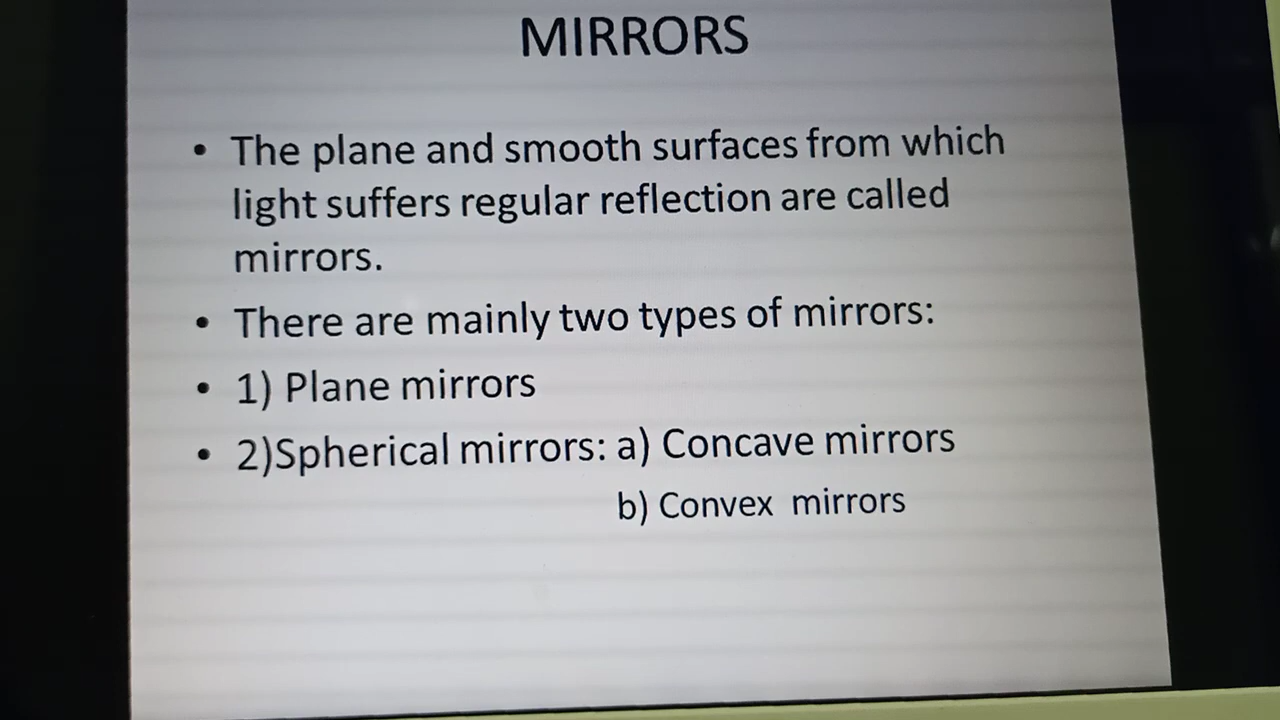 MIRRORS
• The plane and smooth surfaces from which
light suffers regular reflection are called
mirrors.
• There are mainly two types of mirrors:
• 1) Plane mirrors
• 2)Spherical mirrors: a) Concave mirrors
b) Convex mirrors